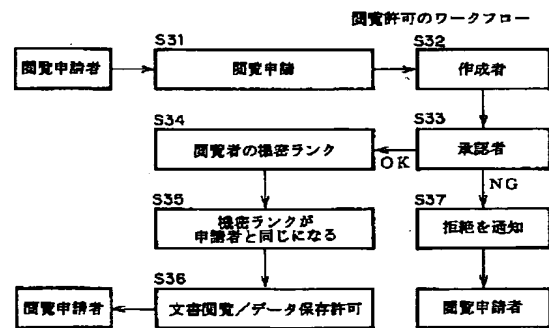 閲覧許可のワークフロー
S31
S32
閲覧申請者
閲覧申請
作成者
S34
S33
閲覧者の機密ランク
OK
承認者
NG
S35
S37
機密ランクが
申請者と同じになる
拒絶を通知
S36
閲覧申請者
文書閲覧／データ保存許可
閲覧申請者